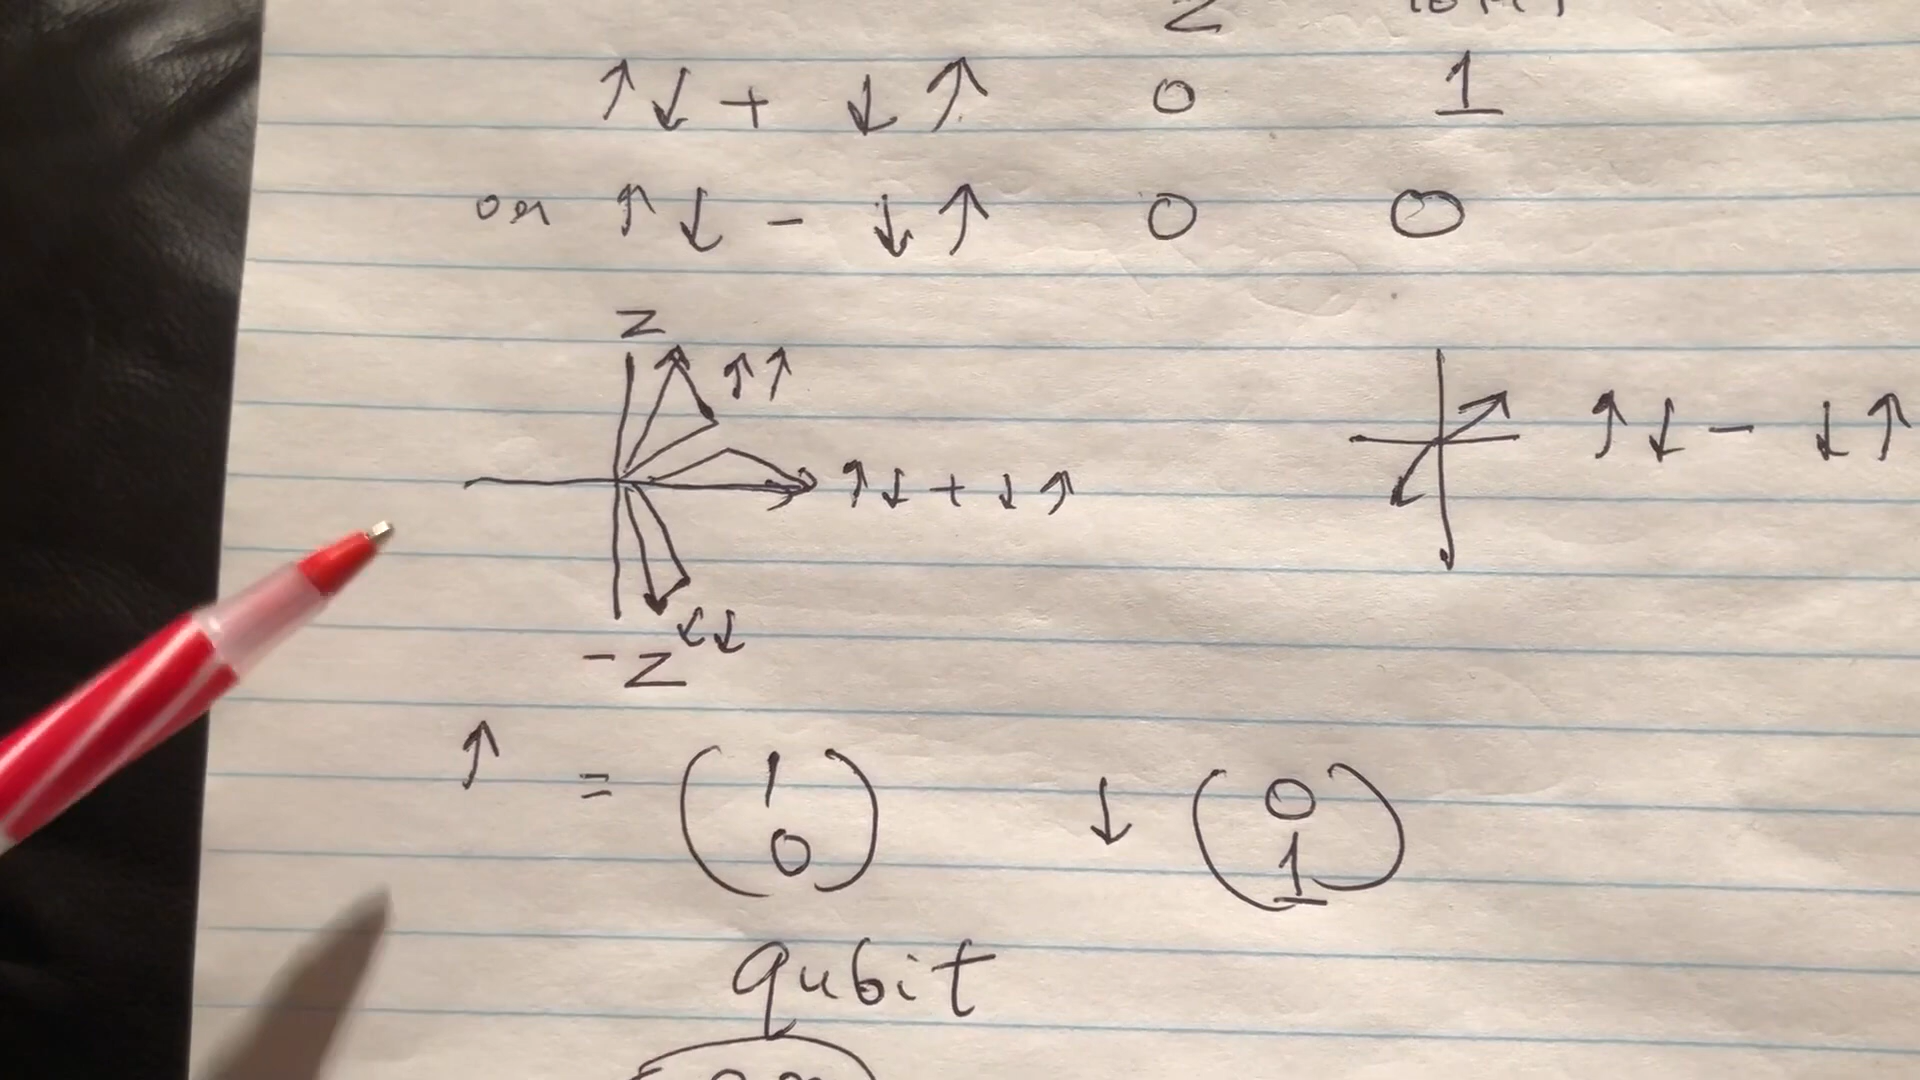 z
↑↓ + ↓↑ 0 1
or ↑↓ - ↓↑ 0 0
z
↑↑
↑↓ + ↓↑
↑↓ - ↓↑
↓↓
-z
↑ = (1 0) ↓ (0 1)
qubit